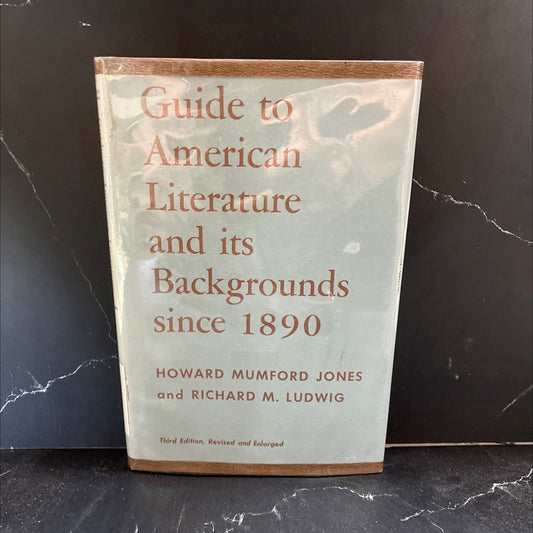 Guide to
American
Literature
and its
Backgrounds
since 1890
HOWARD MUMFORD JONES
and RICHARD M. LUDWIG
Third Edition, Revised and Enlarged